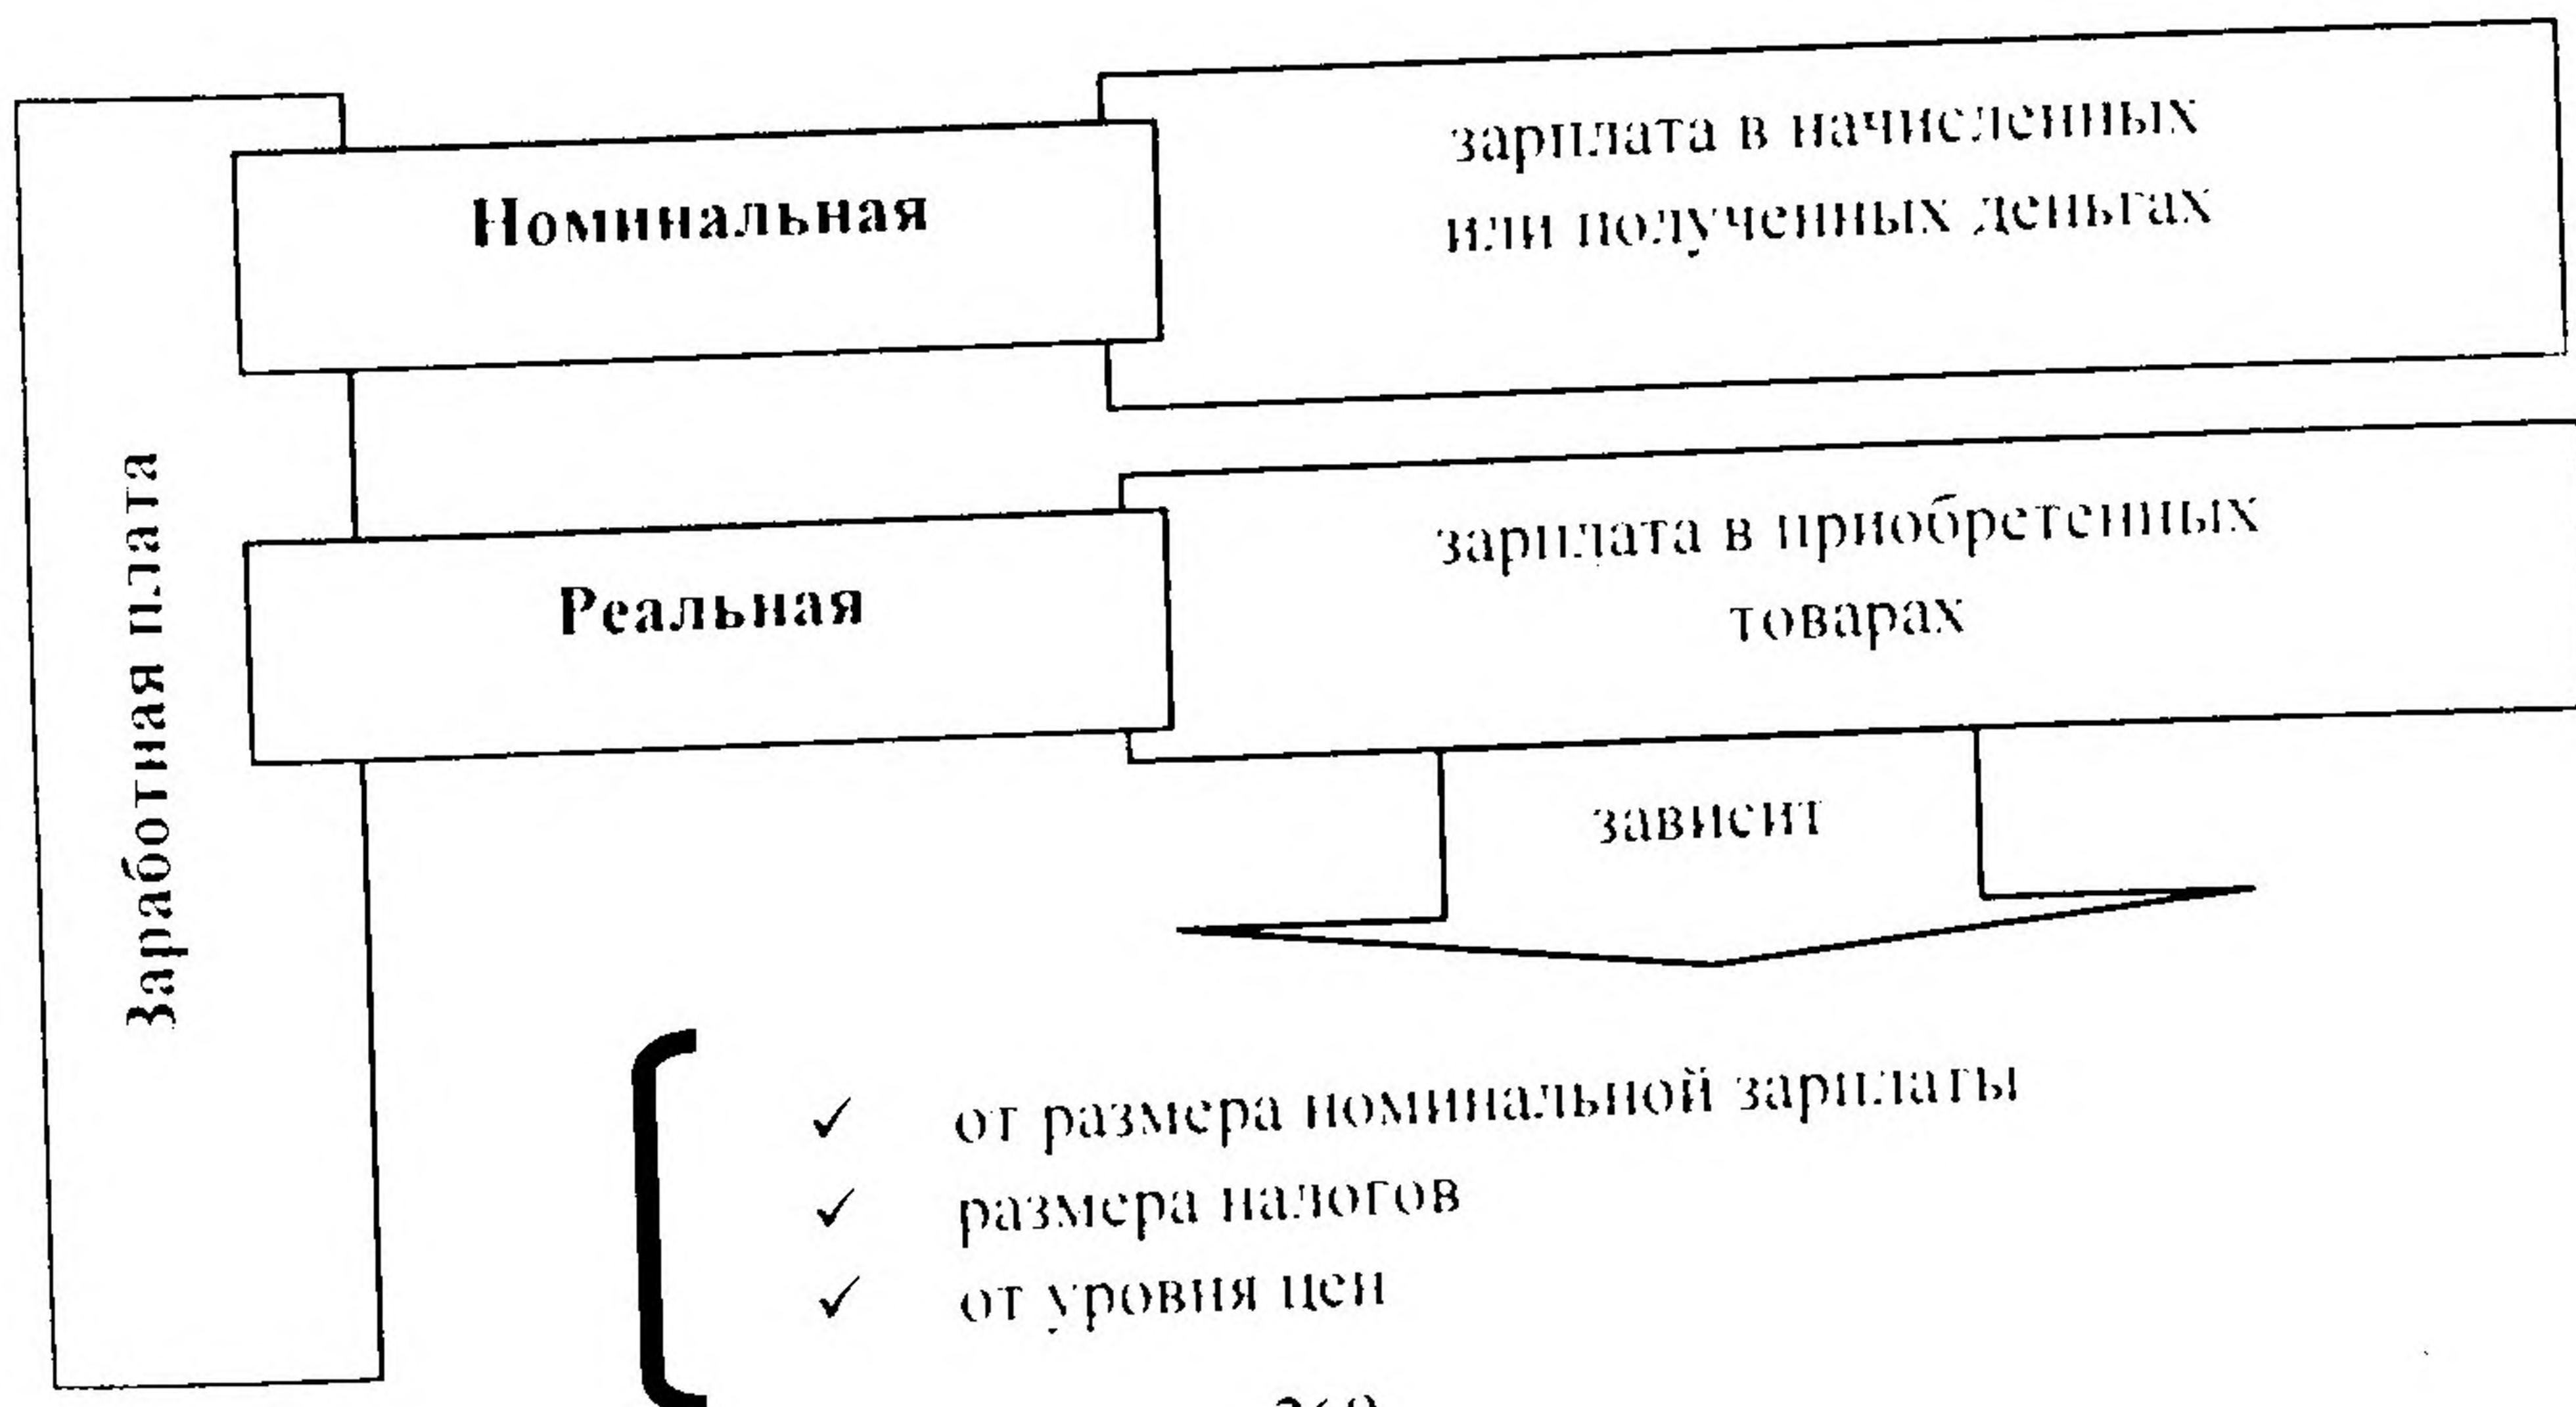 Заработная плата
Номинальная
зарплата в начисленных
или полученных деньгах
Реальная
зарплата в приобретенных
товарах
зависит
✓ от размера номинальной зарплаты
✓ размера налогов
✓ от уровня цен